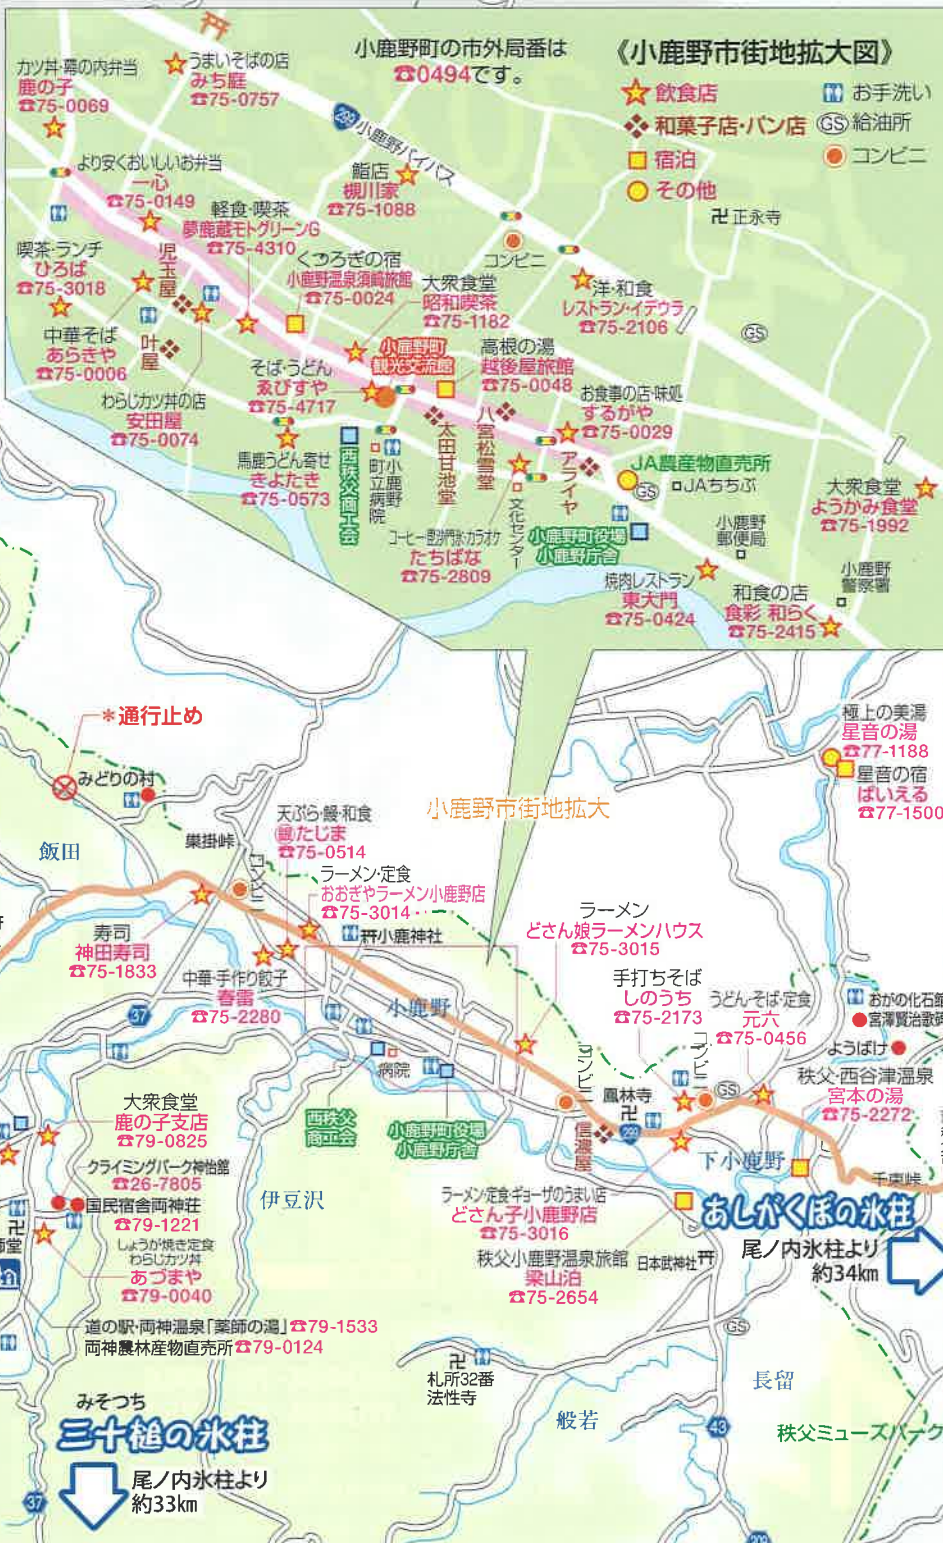 小鹿野町の市外局番は
☎0494です。
《小鹿野市街地拡大図》
飲食店
お手洗い
和菓子店・パン店
GS 給油所
宿泊
コンビニ
その他
カツ丼・幕の内弁当
鹿の子
☎75-0069
うまいそばの店
みち庭
☎75-0757
299
小鹿野バイパス
より安くおいしいお弁当
一心
☎75-0149
鮨店
槻川家
☎75-1088
卍正永寺
軽食・喫茶
夢鹿蔵モトグリーンG
☎75-4310
コンビニ
喫茶・ランチ
ひろば
☎75-3018
児玉屋
くつろぎの宿
小鹿野温泉須崎旅館
☎75-0024
大衆食堂
昭和喫茶
☎75-1182
洋・和食
レストラン・イデウラ
☎75-2106
GS
中華そば
あらきや
☎75-0006
叶屋
小鹿野町
観光交流館
高根の湯
越後屋旅館
☎75-0048
そば・うどん
ゑびすや
☎75-4717
わらじカツ丼の店
安田屋
☎75-0074
お食事の店・味処
するがや
☎75-0029
太田甘池堂
八宮松雪堂
アライヤ
馬鹿うどん寄せ
きよたき
☎75-0573
西秩父商工会
町立病院
小鹿野
文化センター
JA農産物直売所
GS
JAちちぶ
大衆食堂
ようかみ食堂
☎75-1992
たちばな
☎75-2809
小鹿野町役場
小鹿野庁舎
小鹿野
郵便局
小鹿野
警察署
焼肉レストラン
東大門
☎75-0424
和食の店
食彩 和らく
☎75-2415
*通行止め
みどりの村
極上の美湯
星音の湯
☎77-1188
星音の宿
ばいえる
☎77-1500
小鹿野市街地拡大
飯田
巣掛峠
コンビニ
天ぷら・鰻・和食
たじま
☎75-0514
ラーメン・定食
おおぎやラーメン小鹿野店
☎75-3014
寿司
神田寿司
☎75-1833
小鹿神社
ラーメン
どさん娘ラーメンハウス
☎75-3015
中華・手作り餃子
春雷
☎75-2280
手打ちそば
しのうち
☎75-2173
うどん・そば・定食
元六
☎75-0456
おがの化石館
宮澤賢治歌碑
ようばけ
37
小鹿野
病院
コンビニ
コンビニ
GS
鳳林寺
卍
299
信濃屋
秩父・西谷津温泉
宮本の湯
☎75-2272
大衆食堂
鹿の子支店
☎79-0825
西秩父
商工会
小鹿野町役場
小鹿野庁舎
下小鹿野
千束峠
クライミングパーク神怡館
☎26-7805
国民宿舎両神荘
☎79-1221
伊豆沢
ラーメン・定食・ギョーザのうまい店
どさん子小鹿野店
☎75-3016
あしがくぼの氷柱
尾ノ内氷柱より
約34km
しょうが焼き定食
わらじカツ丼
あづまや
☎79-0040
秩父小鹿野温泉旅館
梁山泊
☎75-2654
日本武神社
道の駅・両神温泉「薬師の湯」☎79-1533
両神農林産物直売所☎79-0124
GS
卍
札所32番
法性寺
長留
般若
43
秩父ミューズパーク
みそつち
三十槌の氷柱
尾ノ内氷柱より
約33km
37
209